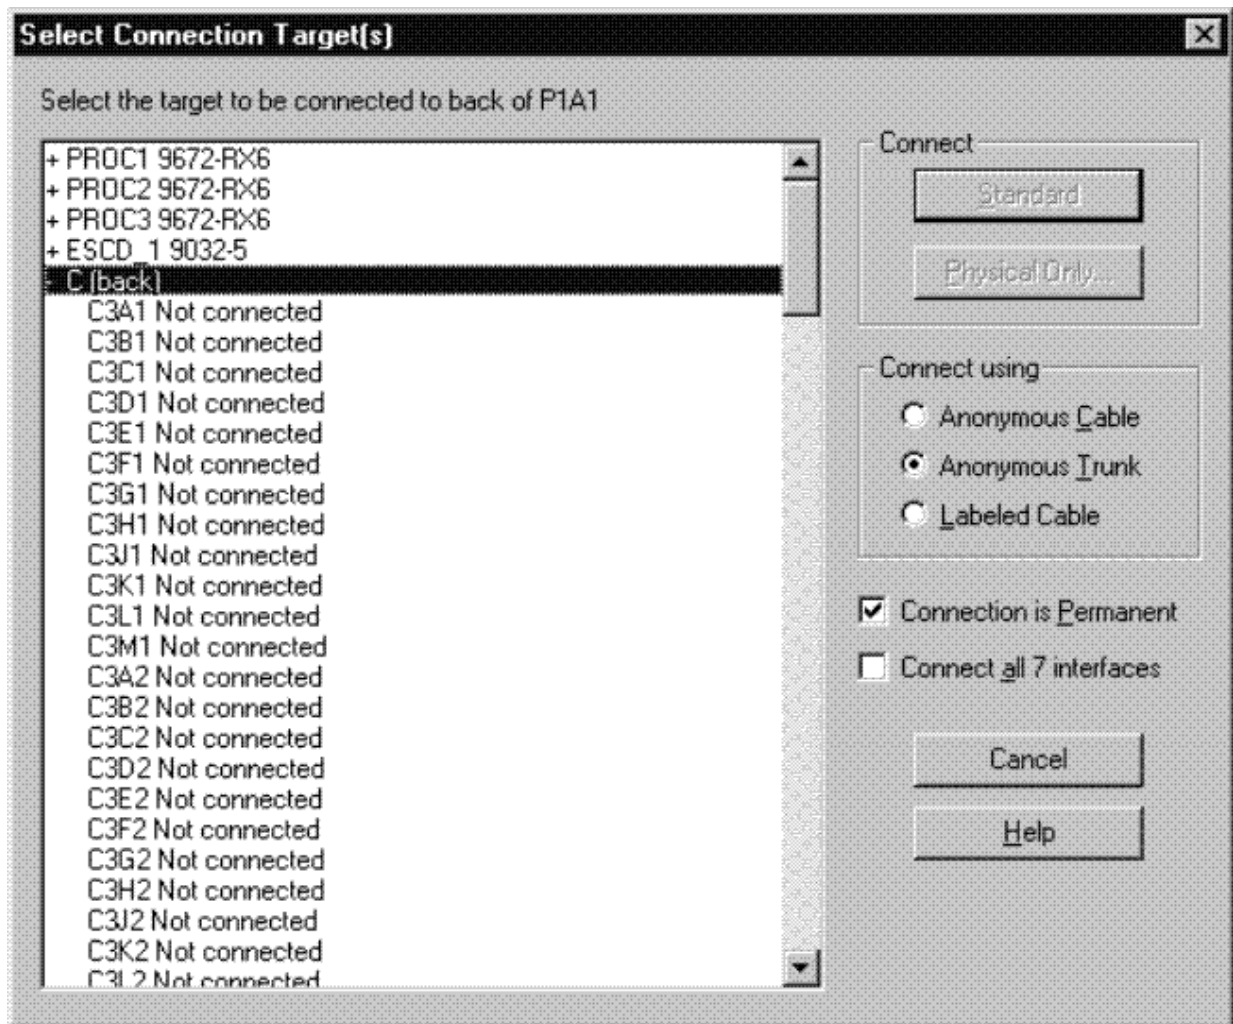 Select Connection Target(s)
Select the target to be connected to back of P1A1
+ PROC1 9672-RX6
+ PROC2 9672-RX6
+ PROC3 9672-RX6
+ ESCD_1 9032-5
- C (back)
C3A1 Not connected
C3B1 Not connected
C3C1 Not connected
C3D1 Not connected
C3E1 Not connected
C3F1 Not connected
C3G1 Not connected
C3H1 Not connected
C3J1 Not connected
C3K1 Not connected
C3L1 Not connected
C3M1 Not connected
C3A2 Not connected
C3B2 Not connected
C3C2 Not connected
C3D2 Not connected
C3E2 Not connected
C3F2 Not connected
C3G2 Not connected
C3H2 Not connected
C3J2 Not connected
C3K2 Not connected
C3L2 Not connected
Connect
Standard
Physical Only...
Connect using
Anonymous Cable
Anonymous Trunk
Labeled Cable
Connection is Permanent
Connect all 7 interfaces
Cancel
Help